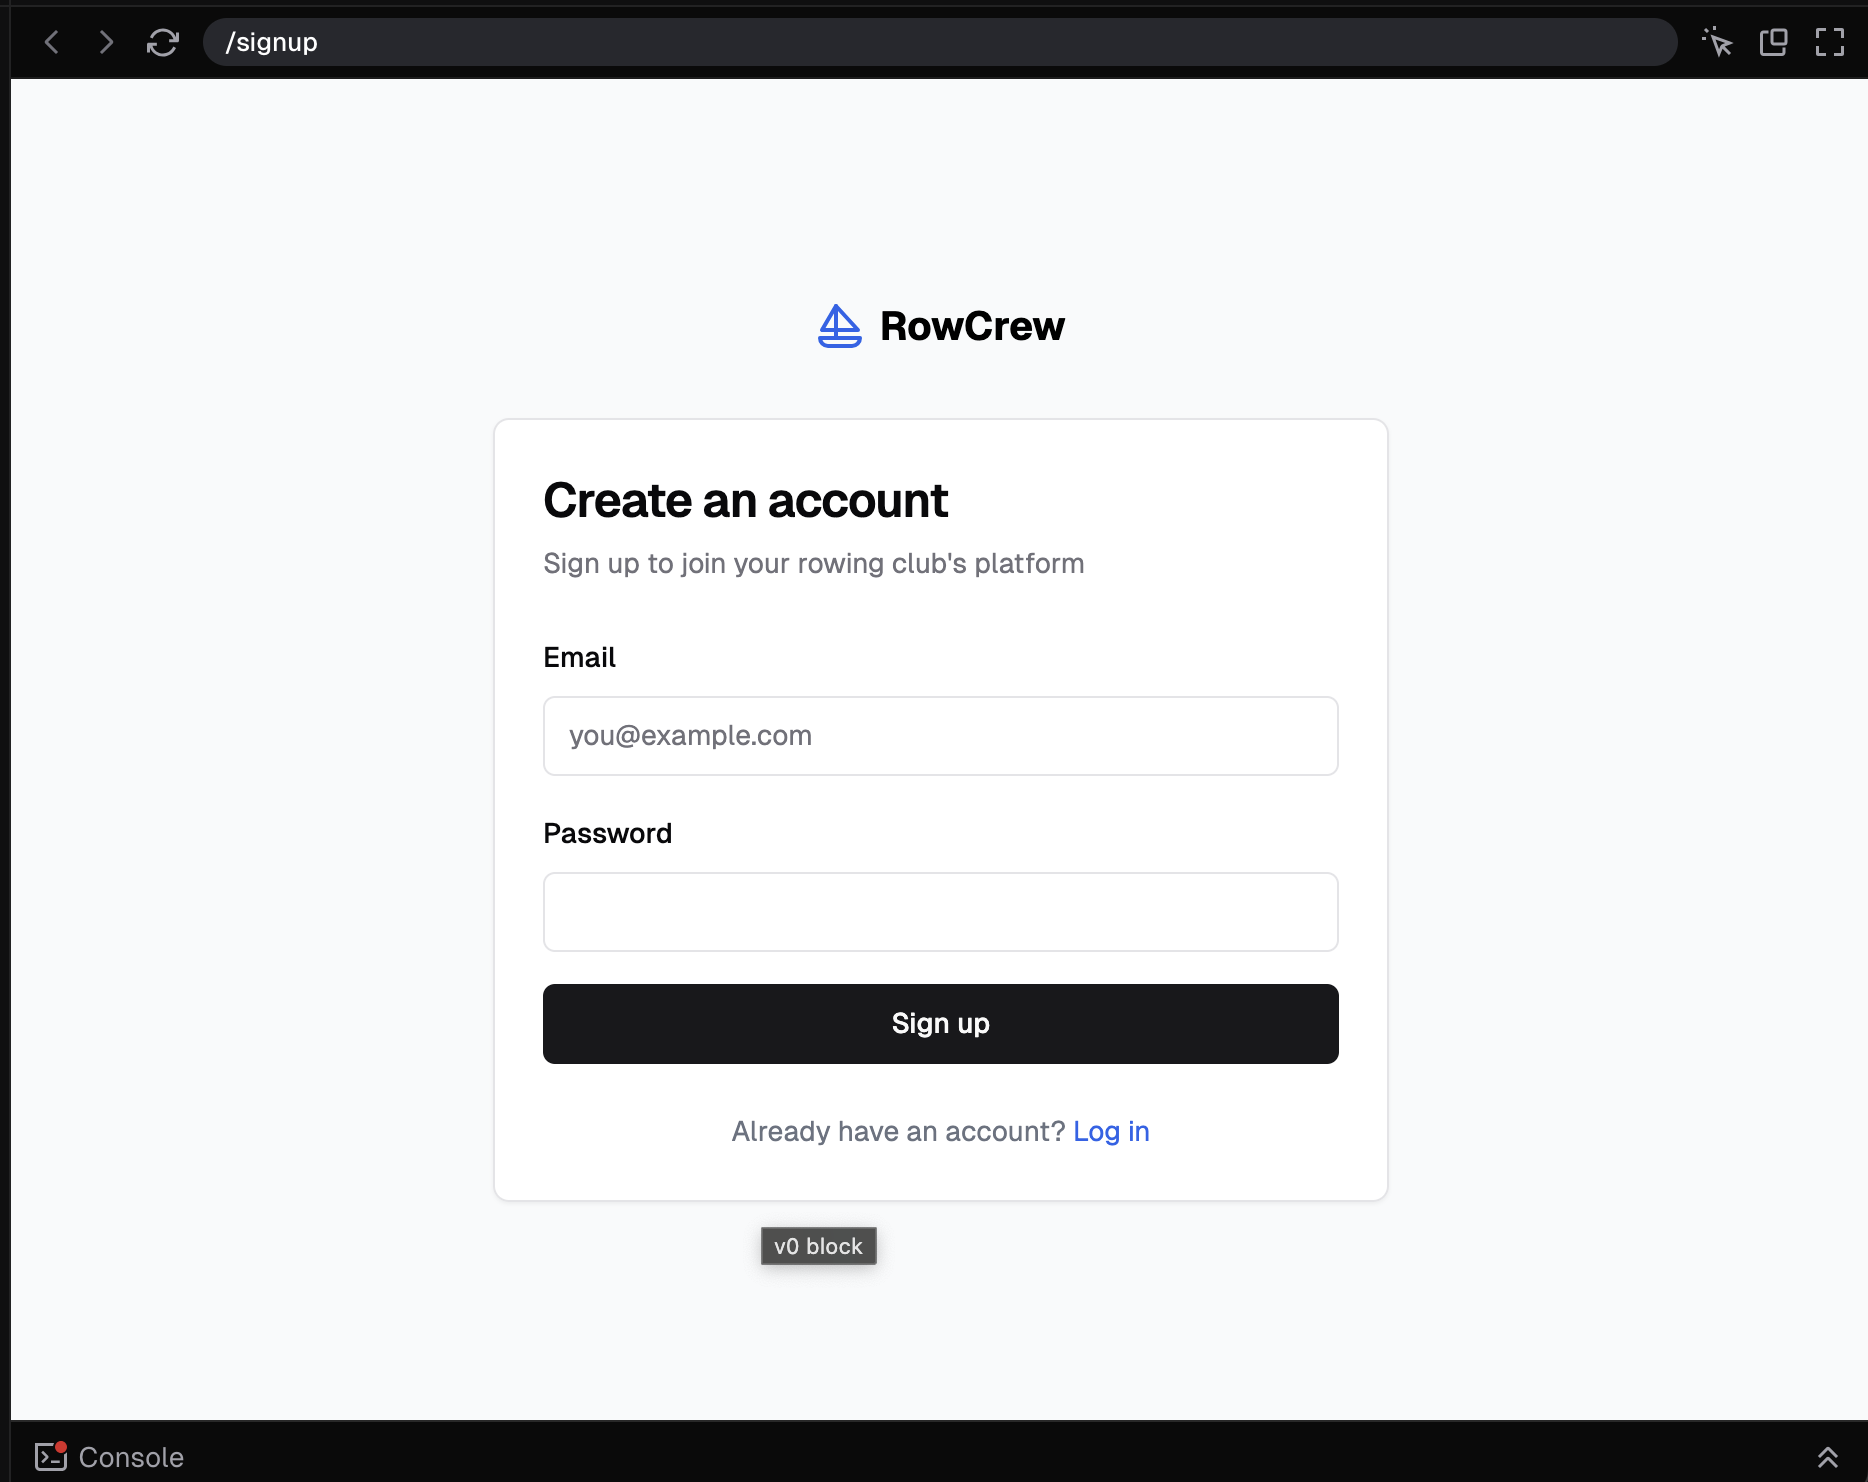 /signup
RowCrew
Create an account
Sign up to join your rowing club's platform
Email
you@example.com
Password
Sign up
Already have an account? Log in
v0 block
Console